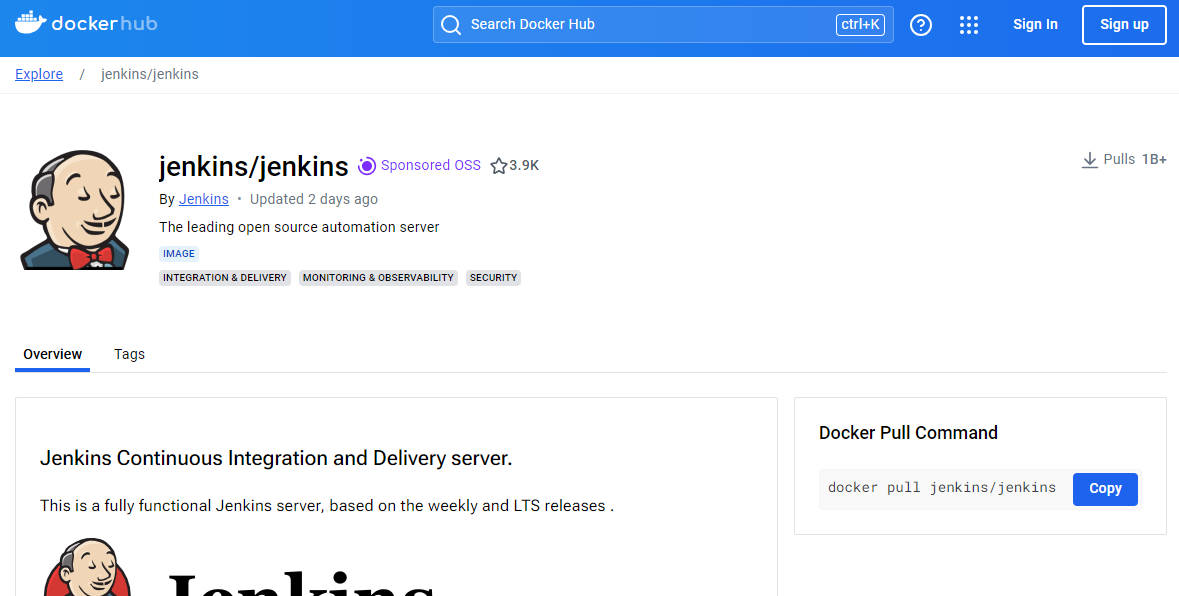 dockerhub
Search Docker Hub
ctrl+K
Sign In
Sign up
Explore / jenkins/jenkins
jenkins/jenkins
Sponsored OSS
3.9K
Pulls 1B+
By Jenkins • Updated 2 days ago
The leading open source automation server
IMAGE
INTEGRATION & DELIVERY MONITORING & OBSERVABILITY SECURITY
Overview
Tags
Jenkins Continuous Integration and Delivery server.
This is a fully functional Jenkins server, based on the weekly and LTS releases .
Jenkins
Docker Pull Command
docker pull jenkins/jenkins
Copy